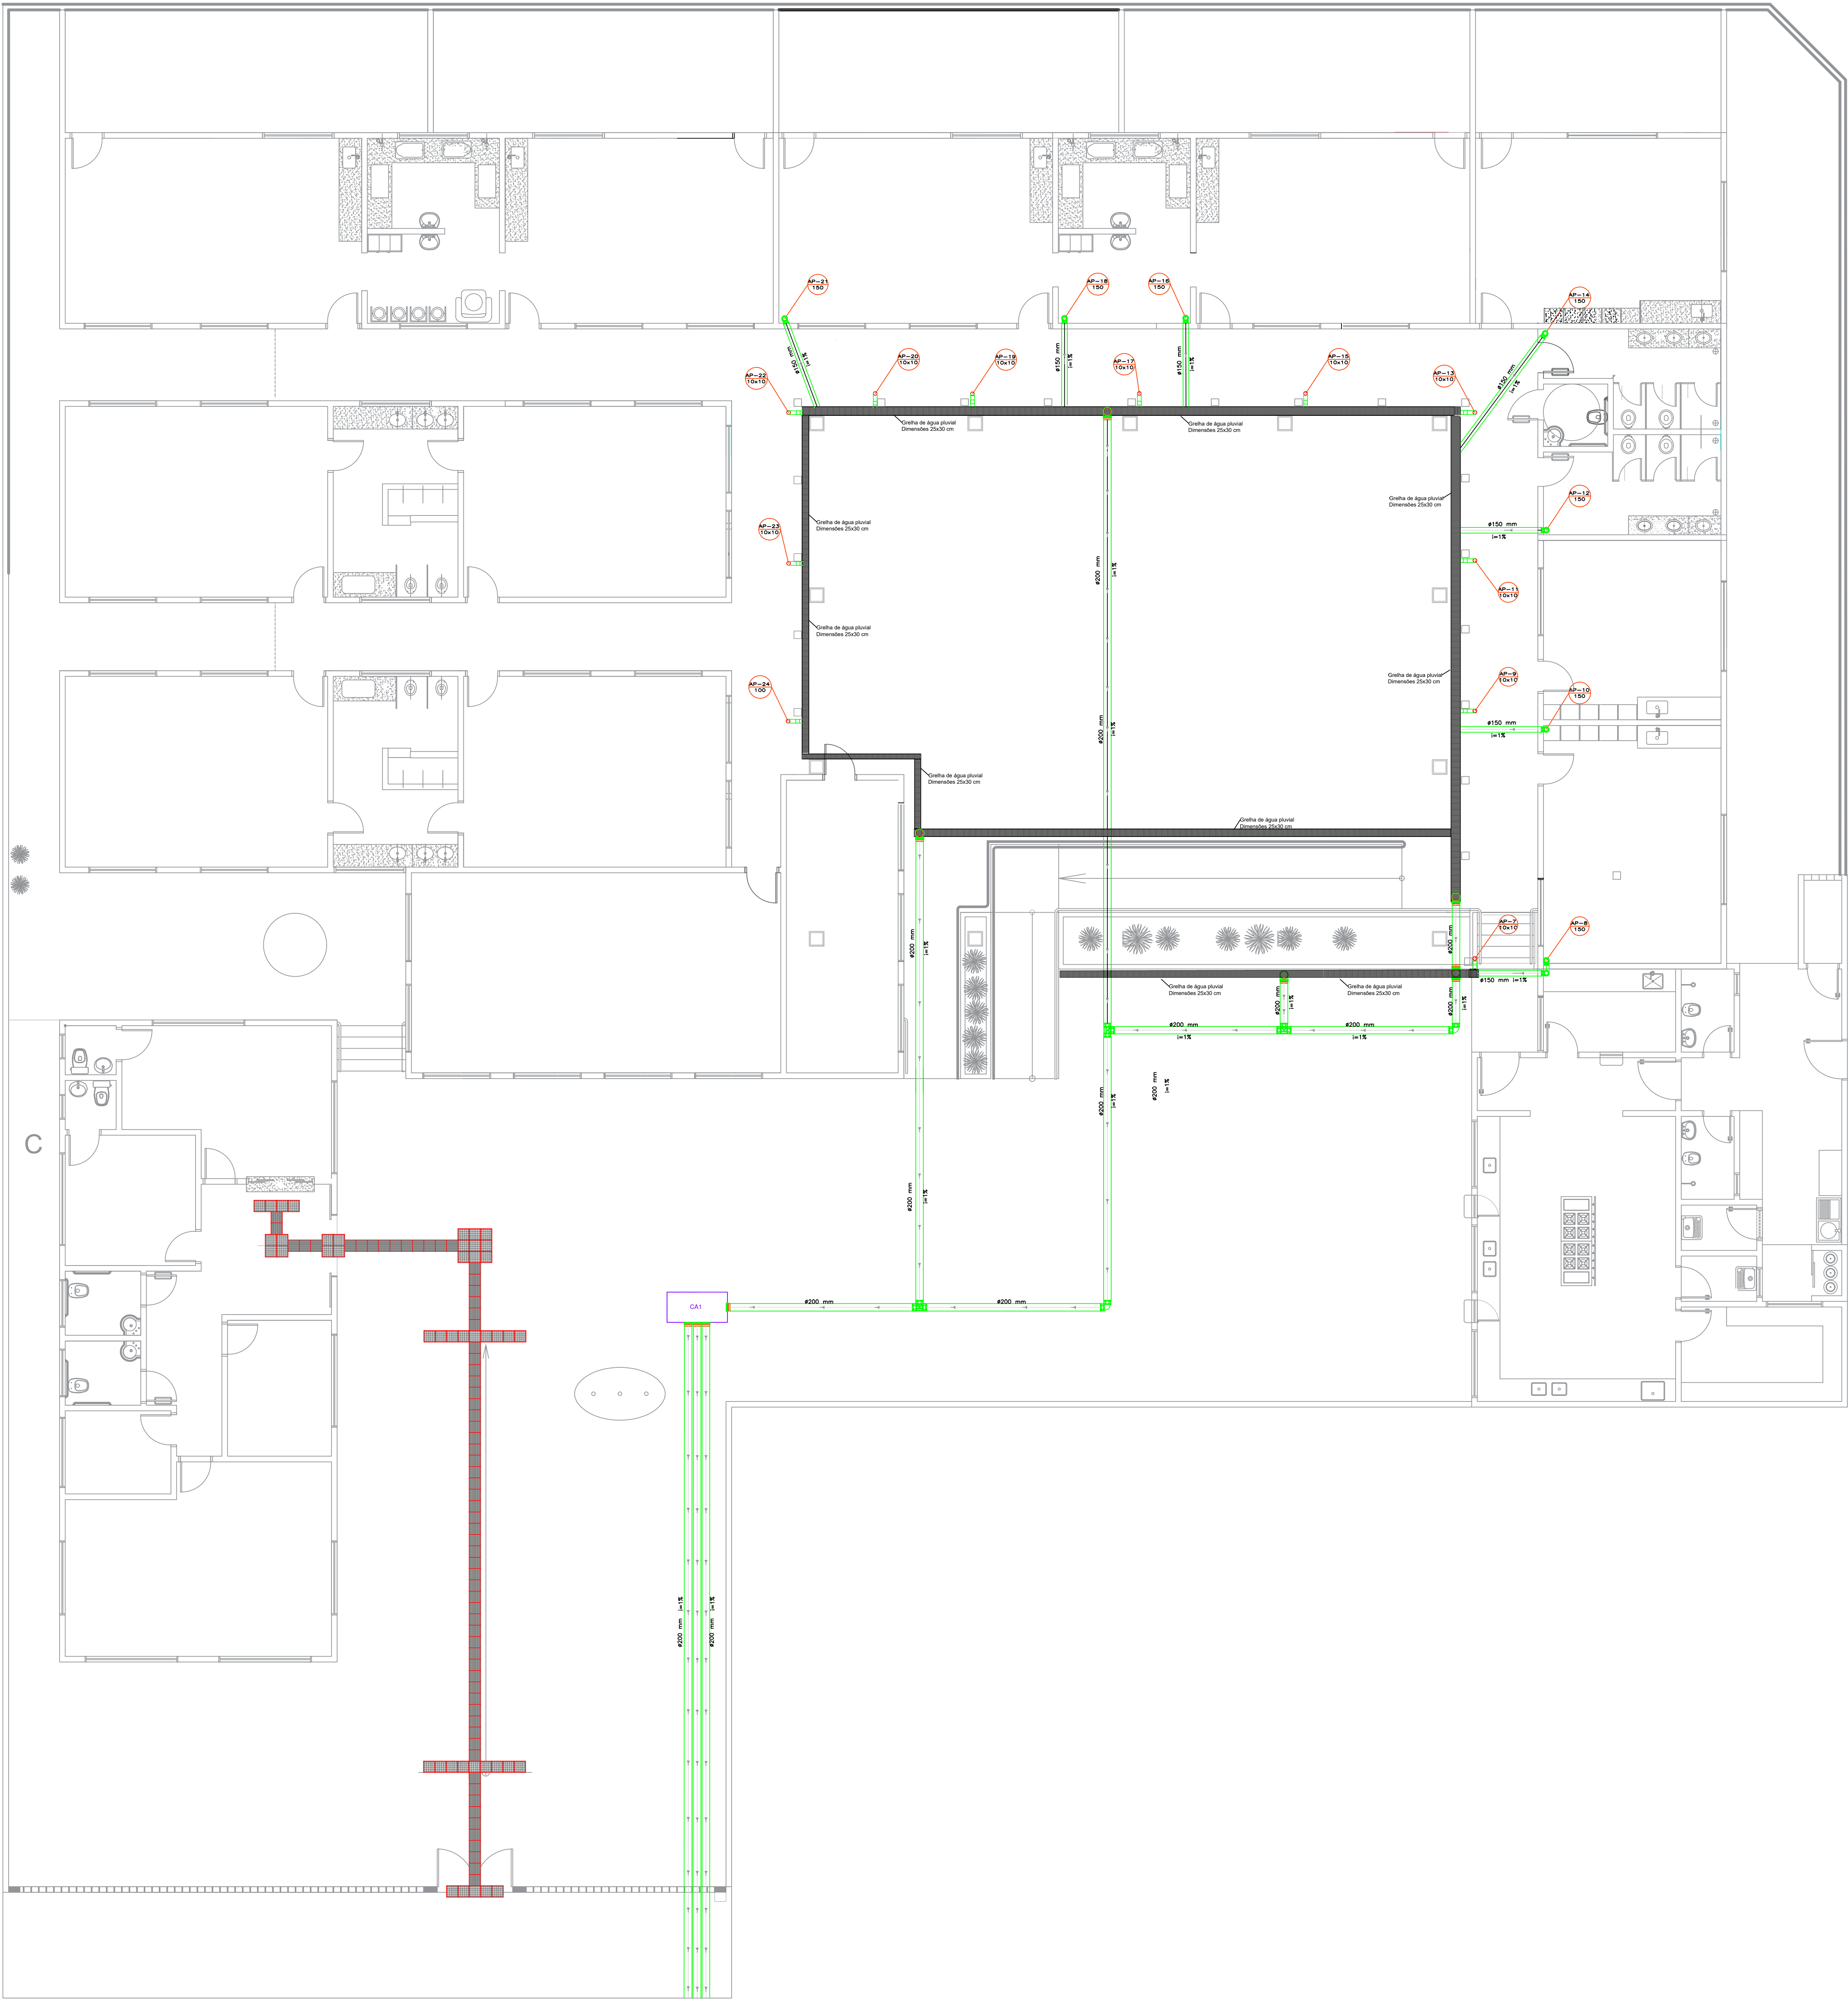 AP-21
150
AP-18
150
AP-16
150
AP-14
150
ø150 mm
i=1%
AP-20
10x10
AP-19
10x10
ø150 mm
i=1%
AP-17
10x10
ø150 mm
i=1%
AP-15
10x10
AP-22
10x10
AP-13
10x10
ø150 mm
i=1%
Grelha de água pluvial
Dimensões 25x30 cm
Grelha de água pluvial
Dimensões 25x30 cm
Grelha de água pluvial
Dimensões 25x30 cm
AP-12
150
Grelha de água pluvial
Dimensões 25x30 cm
AP-23
10x10
ø150 mm
i=1%
ø200 mm
i=1%
AP-11
10x10
Grelha de água pluvial
Dimensões 25x30 cm
Grelha de água pluvial
Dimensões 25x30 cm
AP-9
10x10
AP-24
100
AP-10
150
ø200 mm
i=1%
ø150 mm
i=1%
Grelha de água pluvial
Dimensões 25x30 cm
Grelha de água pluvial
Dimensões 25x30 cm
AP-7
10x10
AP-8
150
ø200 mm
i=1%
ø200 mm
ø150 mm i=1%
Grelha de água pluvial
Dimensões 25x30 cm
Grelha de água pluvial
Dimensões 25x30 cm
ø200 mm
i=1%
ø200 mm
i=1%
ø200 mm
i=1%
ø200 mm
i=1%
ø200 mm
i=1%
ø200 mm
i=1%
C
ø200 mm
i=1%
CA1
ø200 mm
ø200 mm
ø200 mm i=1%
ø200 mm i=1%